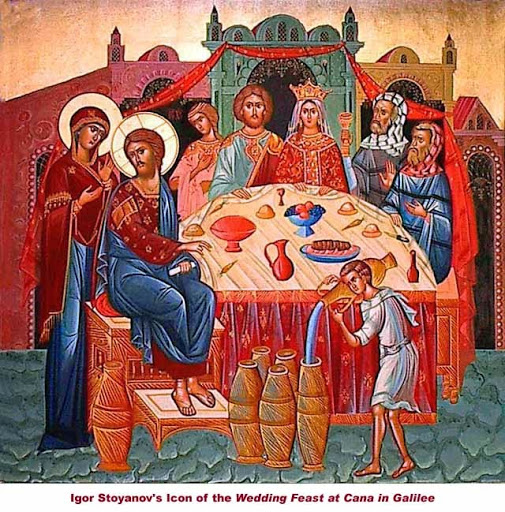 Igor Stoyanov's Icon of the Wedding Feast at Cana in Galilee